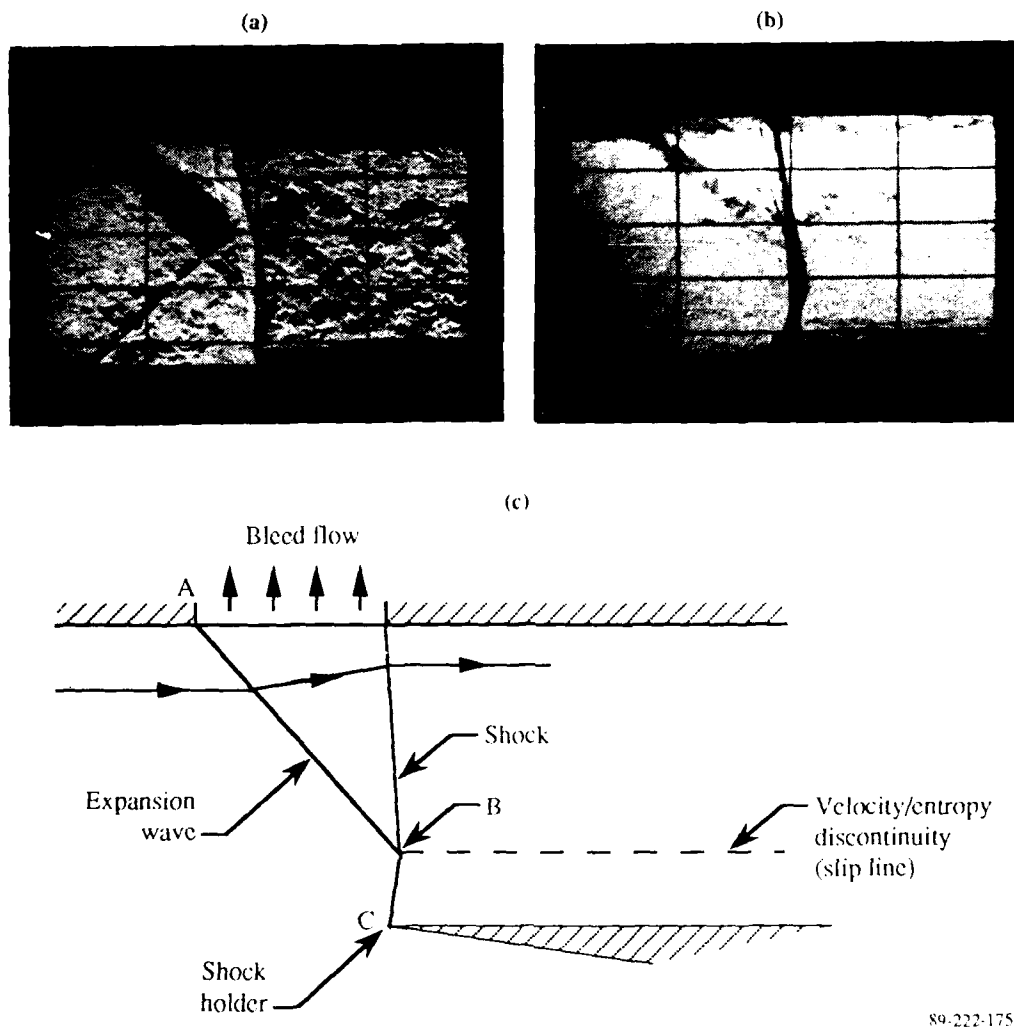 (a)
(b)
(c)
Bleed flow
A
Shock
Expansion
wave
B
Velocity/entropy
discontinuity
(slip line)
C
Shock
holder
89-222-175